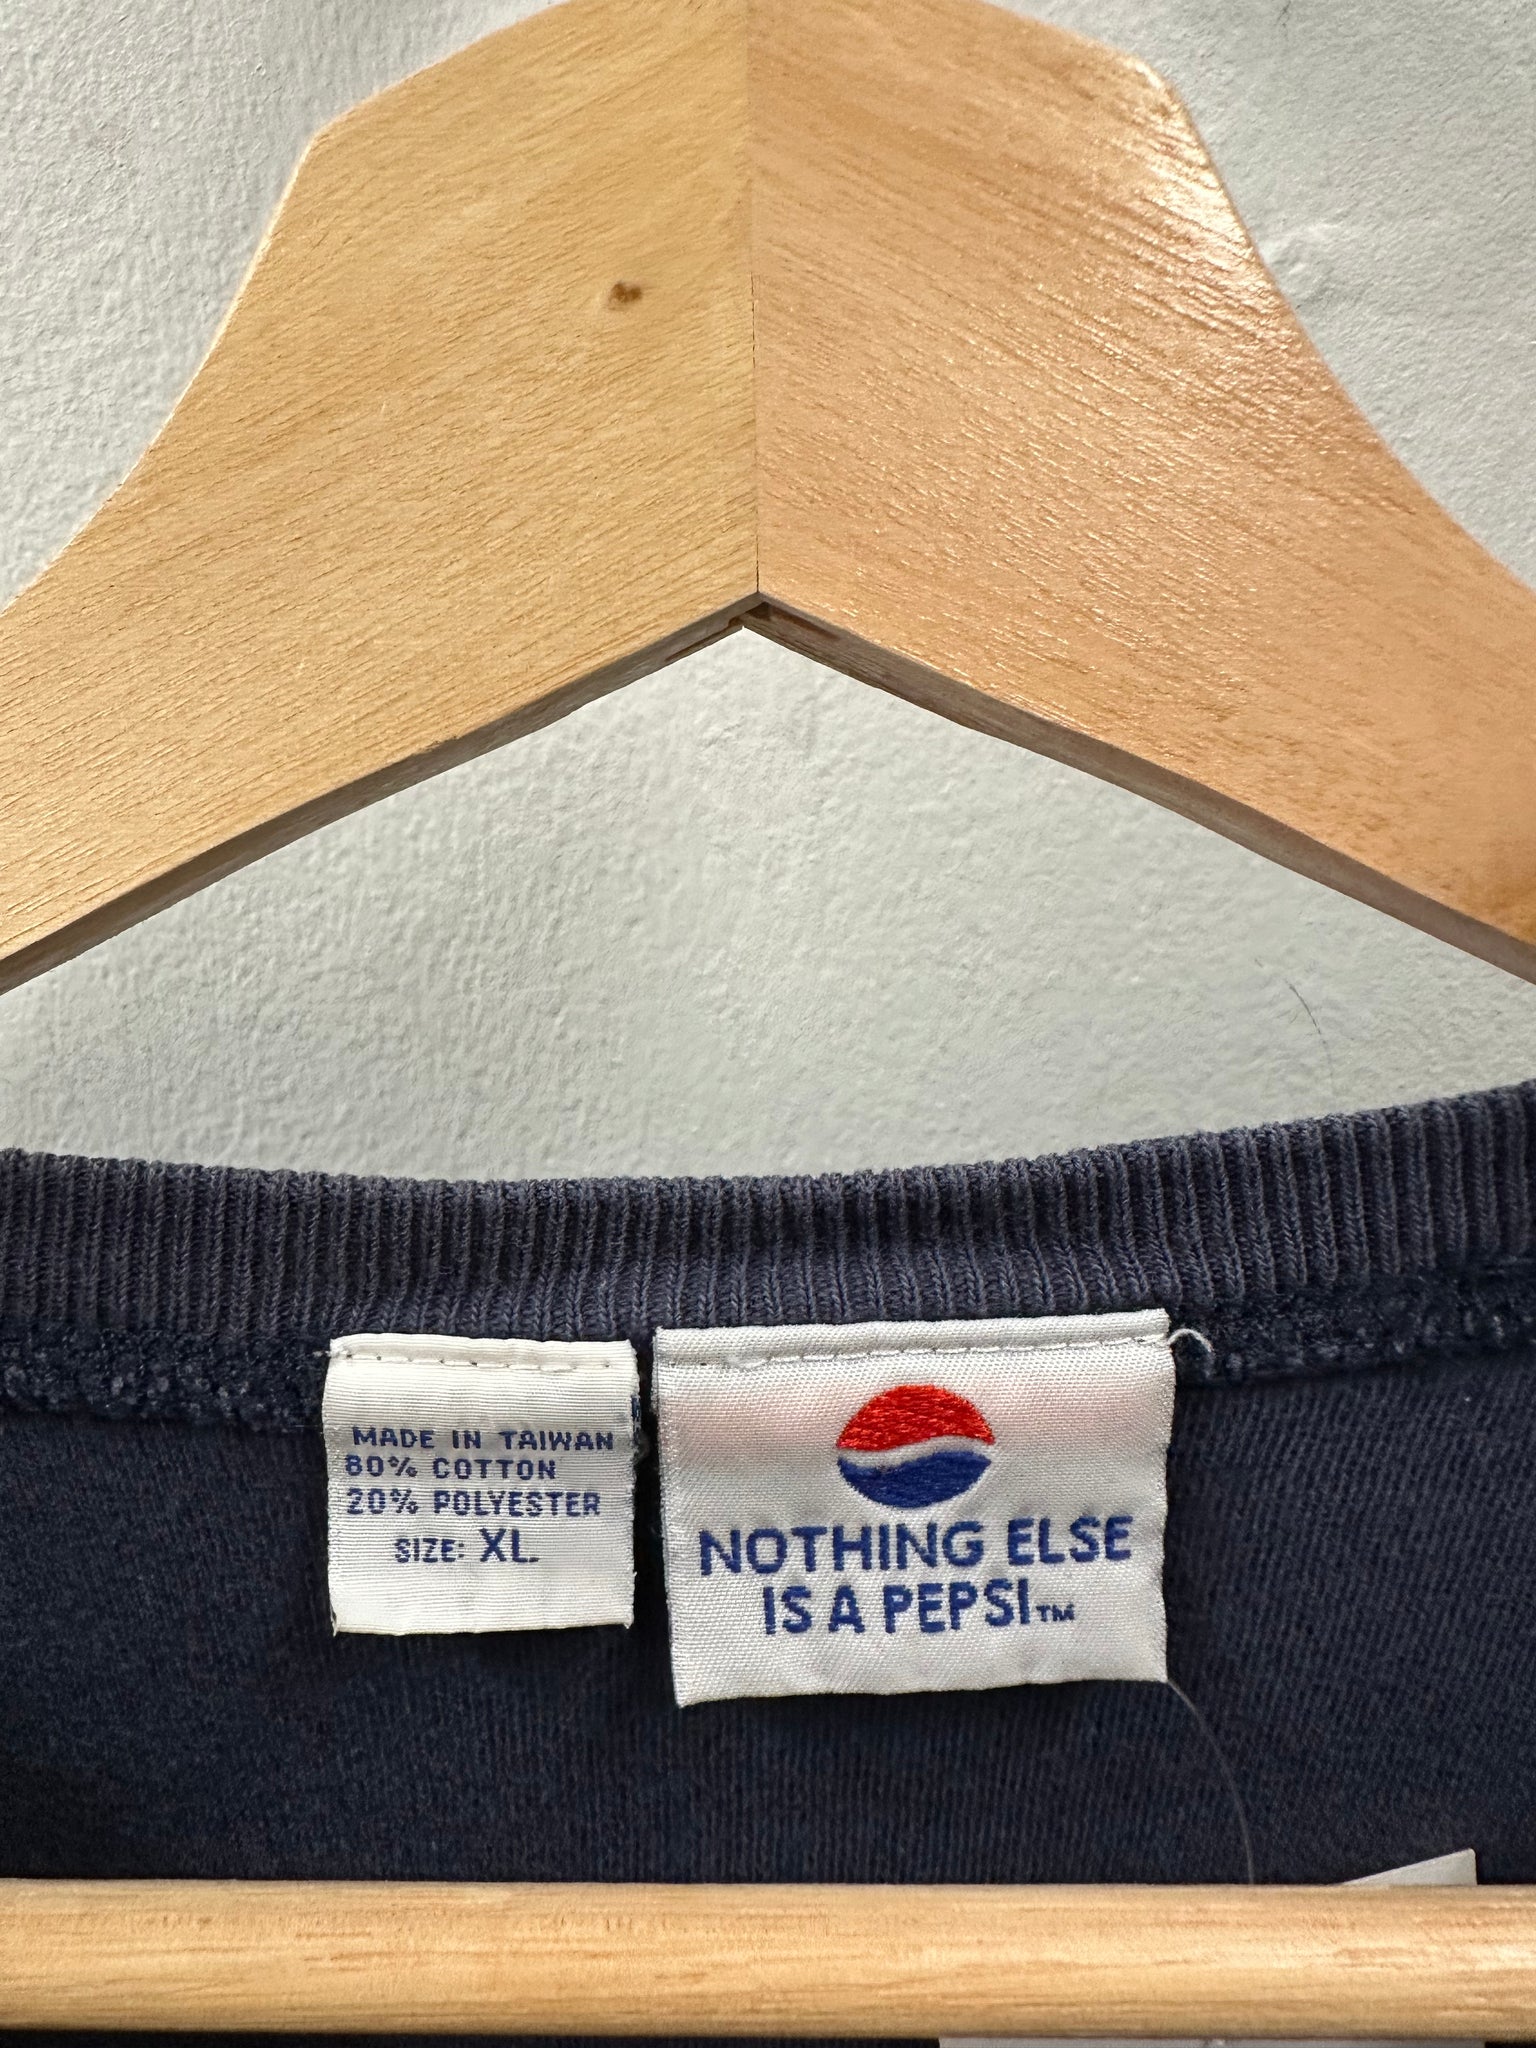 MADE IN TAIWAN
80% COTTON
20% POLYESTER
SIZE: XL.
NOTHING ELSE
IS A PEPSI™